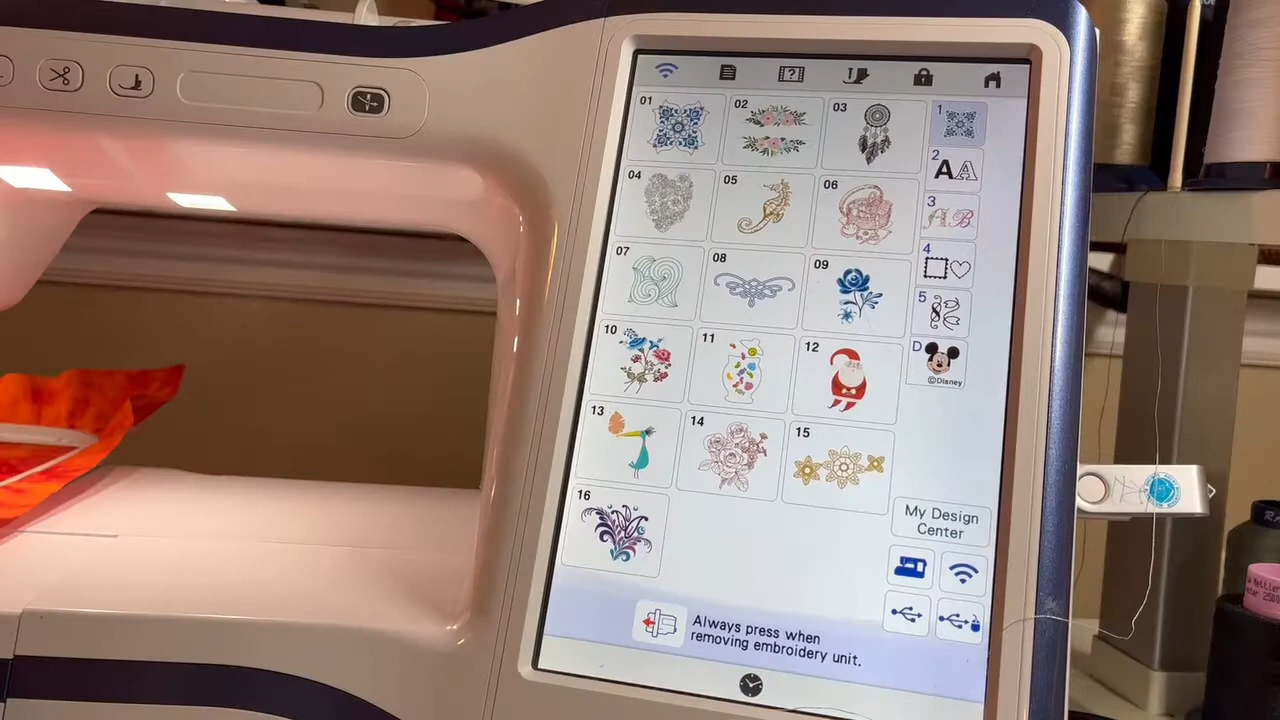 01
02
03
1
2
AA
04
05
06
3
AB
07
08
09
4
5
10
11
12
D
©Disney
13
14
15
16
My Design
Center
Always press when
removing embroidery unit.